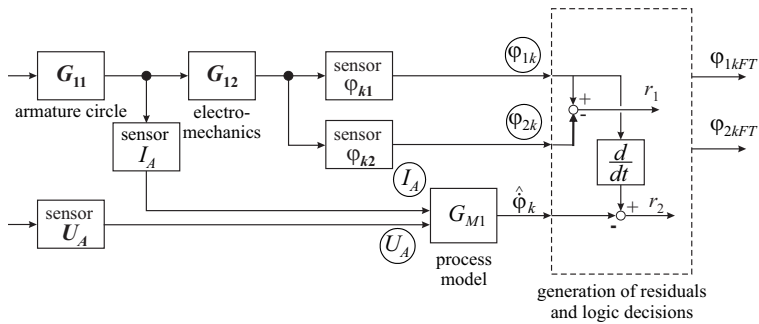 G11
armature circle
G12
electro-
mechanics
sensor
φk1
sensor
φk2
sensor
IA
sensor
UA
IA
UA
GM1
process
model
φ1k
φ2k
φ̇̂k
+
-
r1
d
dt
+
-
r2
generation of residuals
and logic decisions
φ1kFT
φ2kFT